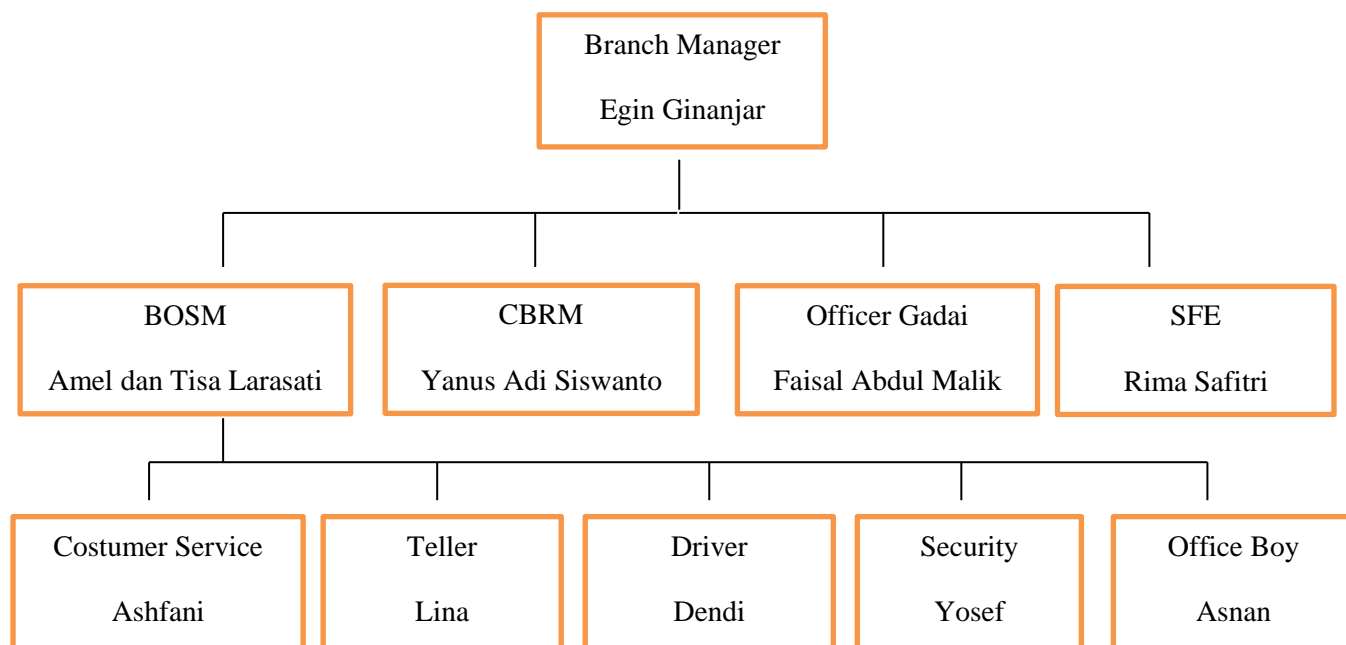 Branch Manager
Egin Ginanjar
BOSM
Amel dan Tisa Larasati
CBRM
Yanus Adi Siswanto
Officer Gadai
Faisal Abdul Malik
SFE
Rima Safitri
Costumer Service
Ashfani
Teller
Lina
Driver
Dendi
Security
Yosef
Office Boy
Asnan